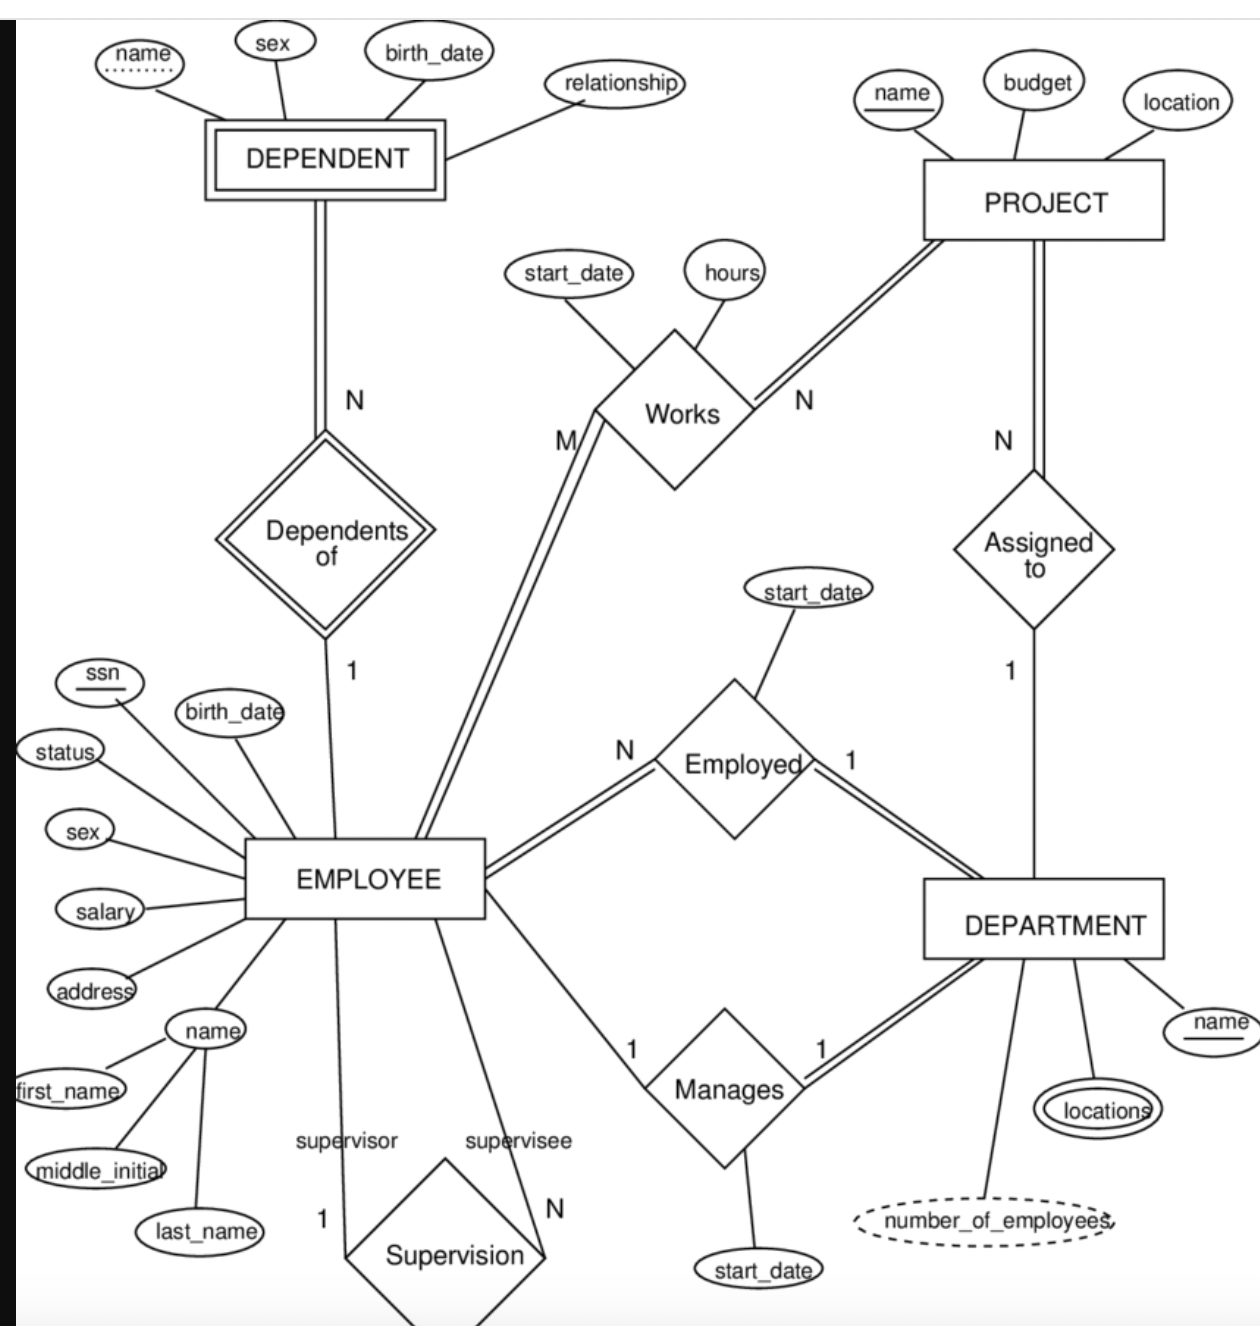 name
sex
birth_date
relationship
DEPENDENT
name
budget
location
PROJECT
start_date
hours
Works
N
M
N
N
Dependents
of
Assigned
to
1
1
start_date
Employed
N
1
ssn
birth_date
status
sex
salary
address
EMPLOYEE
DEPARTMENT
name
first_name
middle_initial
last_name
supervisor
supervisee
1
N
Supervision
1
1
Manages
start_date
name
locations
number_of_employees